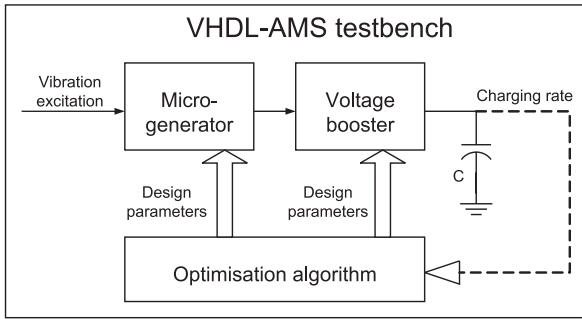 VHDL-AMS testbench
Vibration
excitation
Micro-
generator
Voltage
booster
Charging rate
C
Design
parameters
Design
parameters
Optimisation algorithm